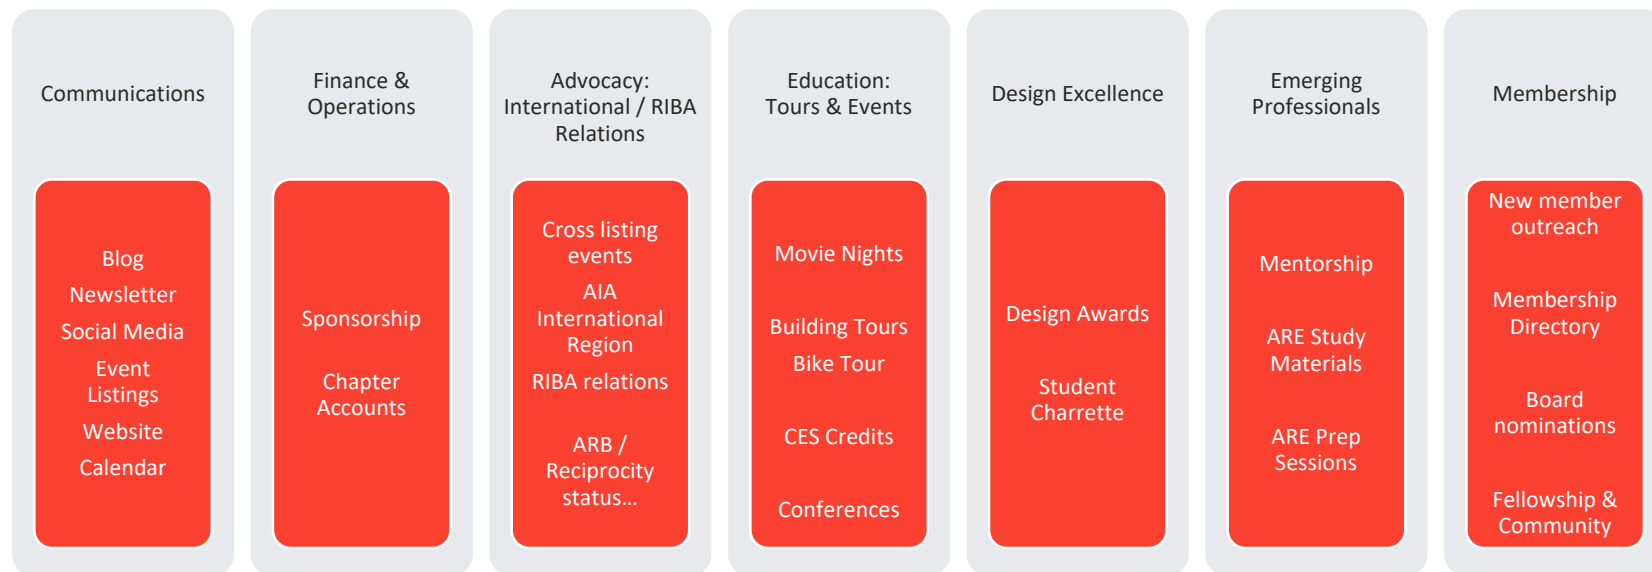 Communications
Blog
Newsletter
Social Media
Event
Listings
Website
Calendar
Finance &
Operations
Sponsorship
Chapter
Accounts
Advocacy:
International / RIBA
Relations
Cross listing
events
AIA
International
Region
RIBA relations
ARB /
Reciprocity
status...
Education:
Tours & Events
Movie Nights
Building Tours
Bike Tour
CES Credits
Conferences
Design Excellence
Design Awards
Student
Charrette
Emerging
Professionals
Mentorship
ARE Study
Materials
ARE Prep
Sessions
Membership
New member
outreach
Membership
Directory
Board
nominations
Fellowship &
Community